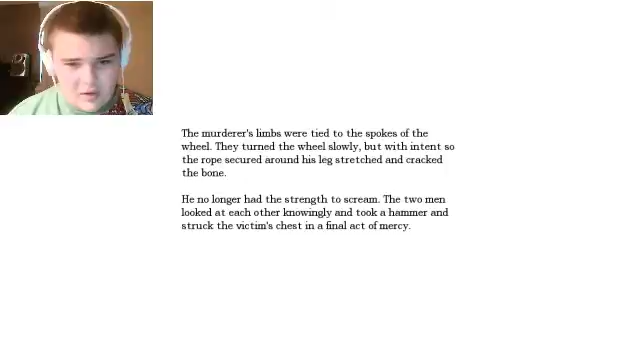 The murderer's limbs were tied to the spokes of the
wheel. They turned the wheel slowly, but with intent so
the rope secured around his leg stretched and cracked
the bone.
He no longer had the strength to scream. The two men
looked at each other knowingly and took a hammer and
struck the victim's chest in a final act of mercy.